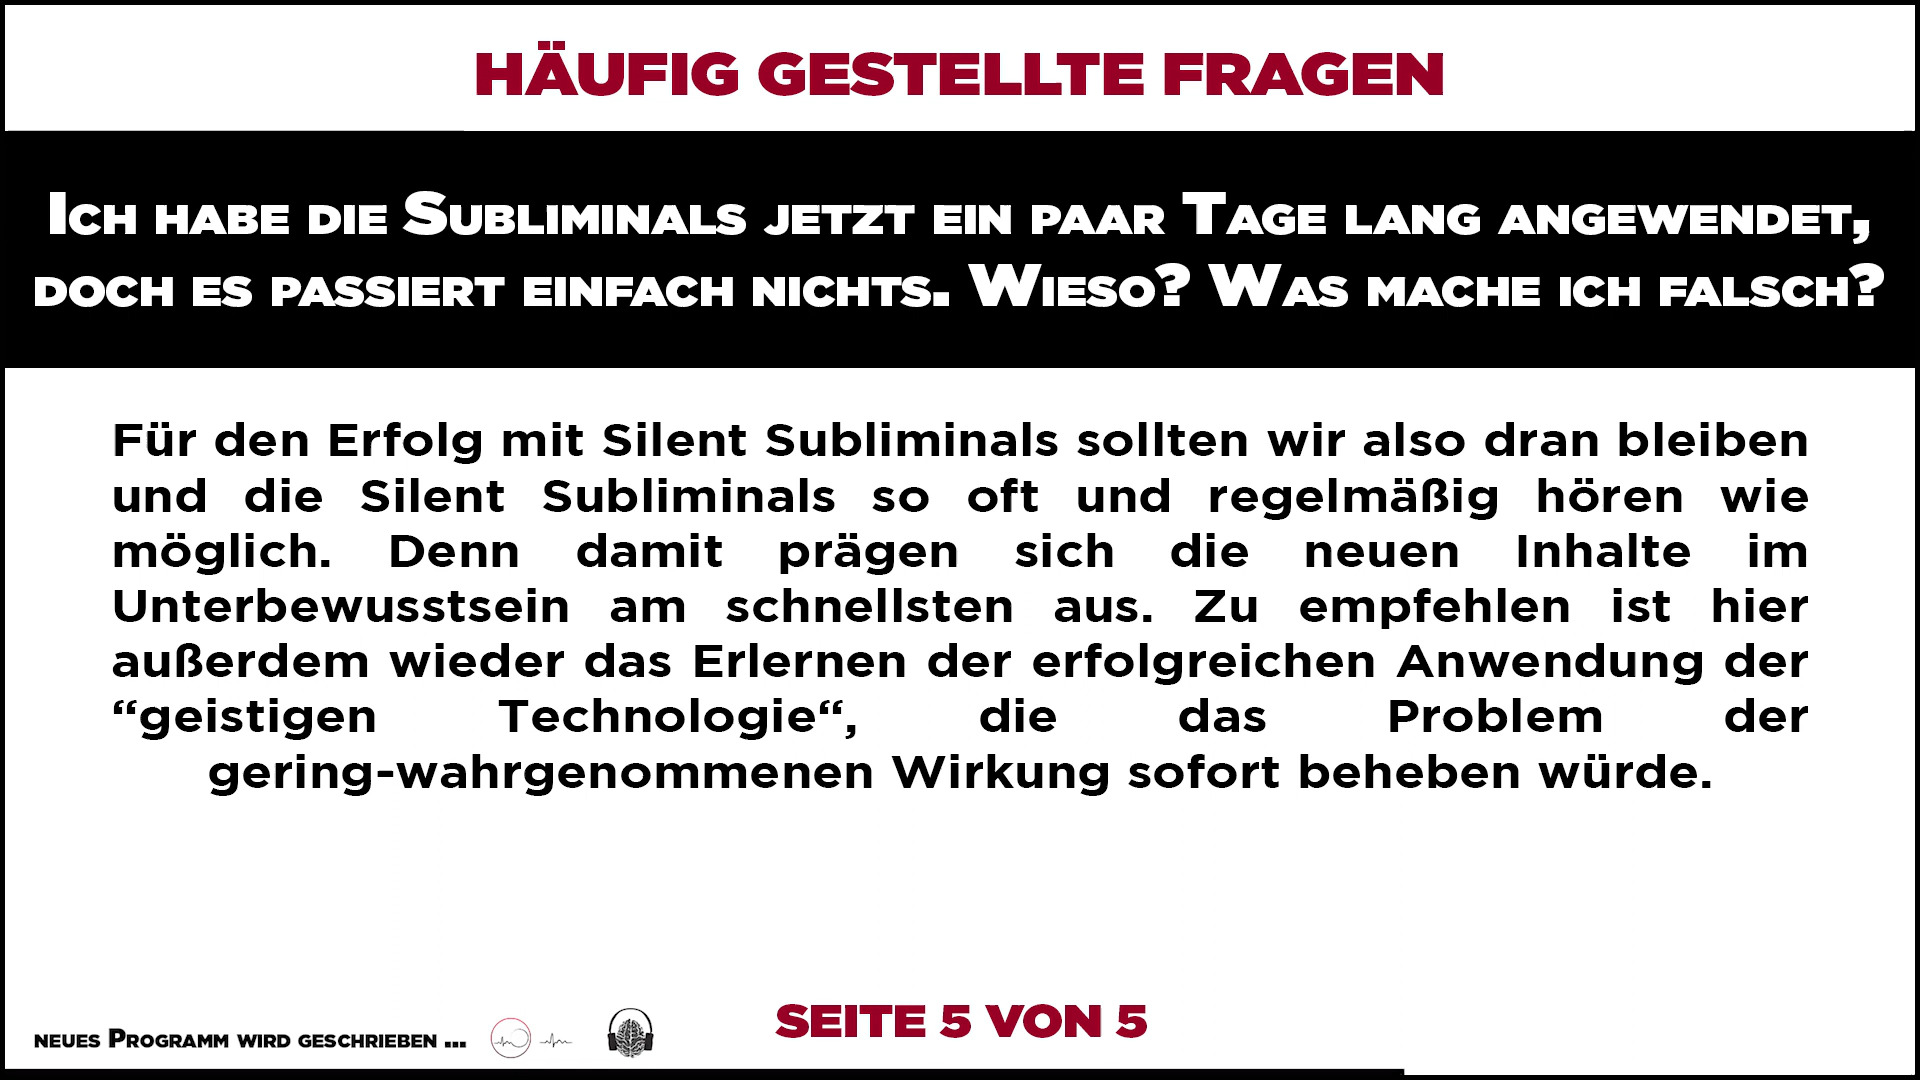 HÄUFIG GESTELLTE FRAGEN
Ich habe die Subliminals jetzt ein paar Tage lang angewendet,
doch es passiert einfach nichts. Wieso? Was mache ich falsch?
Für den Erfolg mit Silent Subliminals sollten wir also dran bleiben
und die Silent Subliminals so oft und regelmäßig hören wie
möglich. Denn damit prägen sich die neuen Inhalte im
Unterbewusstsein am schnellsten aus. Zu empfehlen ist hier
außerdem wieder das Erlernen der erfolgreichen Anwendung der
“geistigen Technologie“, die das Problem der
gering-wahrgenommenen Wirkung sofort beheben würde.
neues Programm wird geschrieben ...
SEITE 5 VON 5